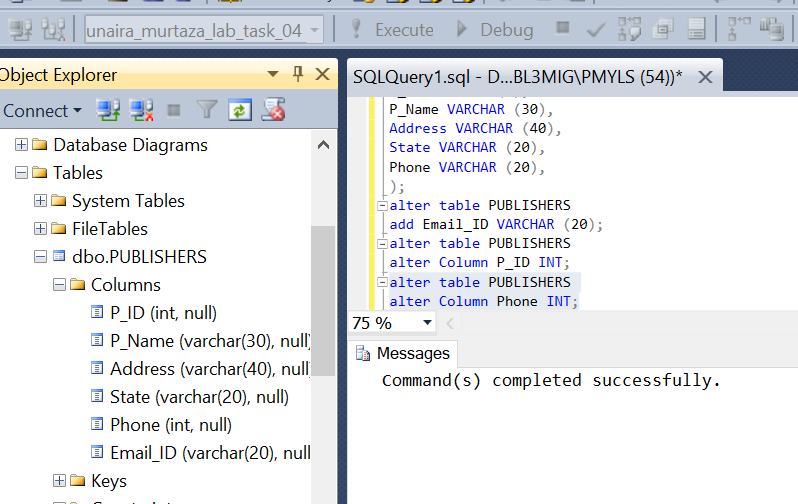 unaira_murtaza_lab_task_04
Execute
Debug
Object Explorer
Connect
Database Diagrams
Tables
System Tables
FileTables
dbo.PUBLISHERS
Columns
P_ID (int, null)
P_Name (varchar(30), null)
Address (varchar(40), null)
State (varchar(20), null)
Phone (int, null)
Email_ID (varchar(20), null
Keys
SQLQuery1.sql - D...BL3MIG\PMYLS (54))*
P_Name VARCHAR (30),
Address VARCHAR (40),
State VARCHAR (20),
Phone VARCHAR (20),
);
alter table PUBLISHERS
add Email_ID VARCHAR (20);
alter table PUBLISHERS
alter Column P_ID INT;
alter table PUBLISHERS
alter Column Phone INT;
75 %
Messages
Command(s) completed successfully.